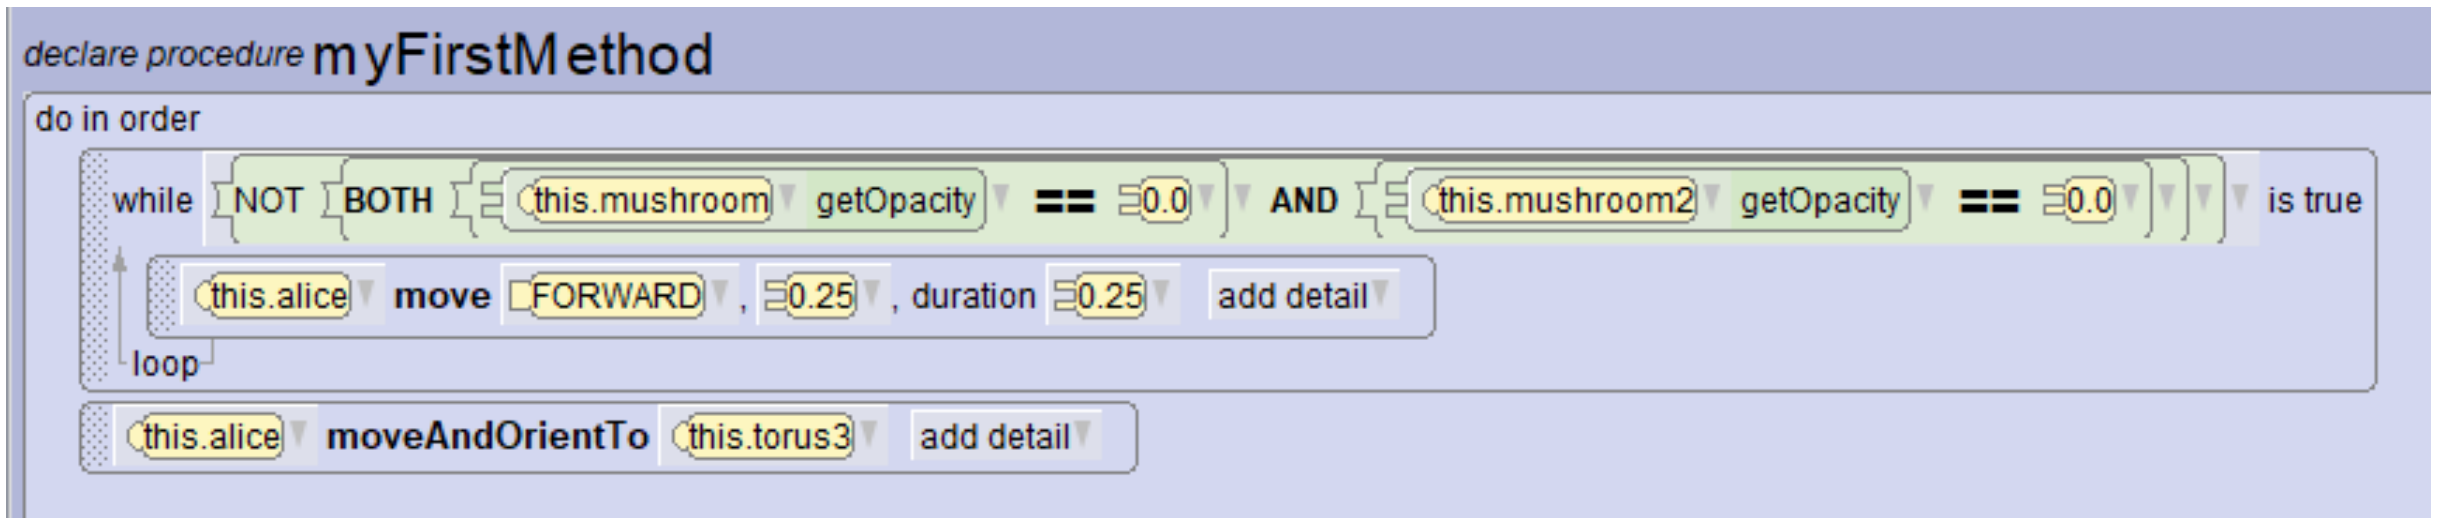 declare procedure myFirstMethod
do in order
while NOT BOTH this.mushroom getOpacity == 0.0 AND this.mushroom2 getOpacity == 0.0 is true
this.alice move FORWARD , 0.25 , duration 0.25 add detail
loop
this.alice moveAndOrientTo this.torus3 add detail